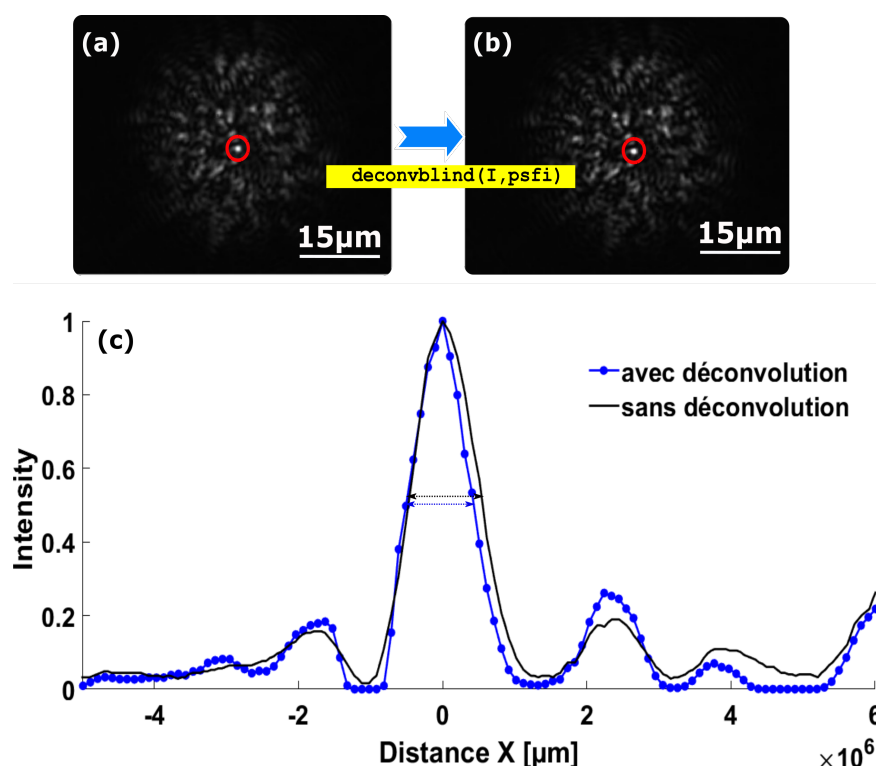 (a)
(b)
deconvblind(I,psfi)
15µm
15µm
(c)
avec déconvolution
sans déconvolution
Intensity
1
0.8
0.6
0.4
0.2
0
-4
-2
0
2
4
6
Distance X [µm]
×10⁶